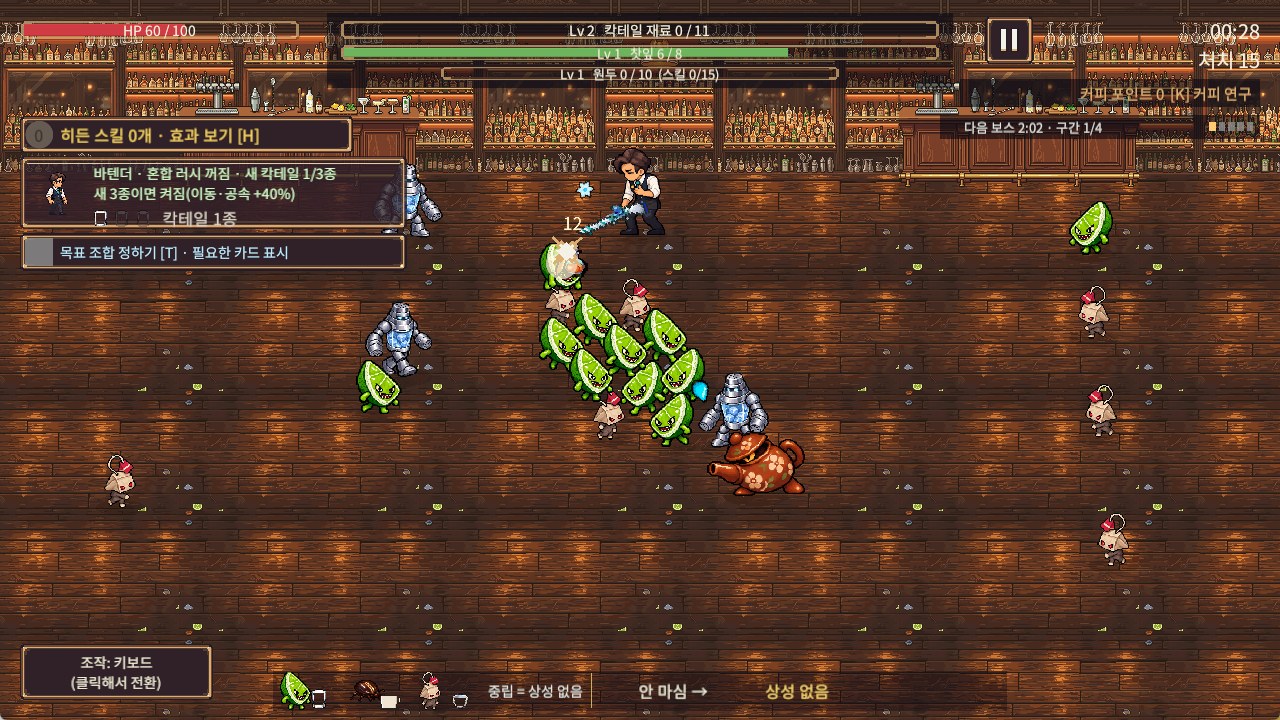 HP 60 / 100
Lv 2 칵테일 재료 0 / 11
Lv 1 찻잎 6 / 8
Lv 1 원두 0 / 10 (스킬 0/15)
00:28
처치 15
커피 포인트 0 [K] 커피 연구
다음 보스 2:02 · 구간 1/4
0 히든 스킬 0개 · 효과 보기 [H]
바텐더 · 혼합 러시 꺼짐 · 새 칵테일 1/3종
새 3종이면 켜짐(이동·공속 +40%)
칵테일 1종
목표 조합 정하기 [T] · 필요한 카드 표시
12
조작: 키보드
(클릭해서 전환)
중립 = 상성 없음
안 마심 →
상성 없음